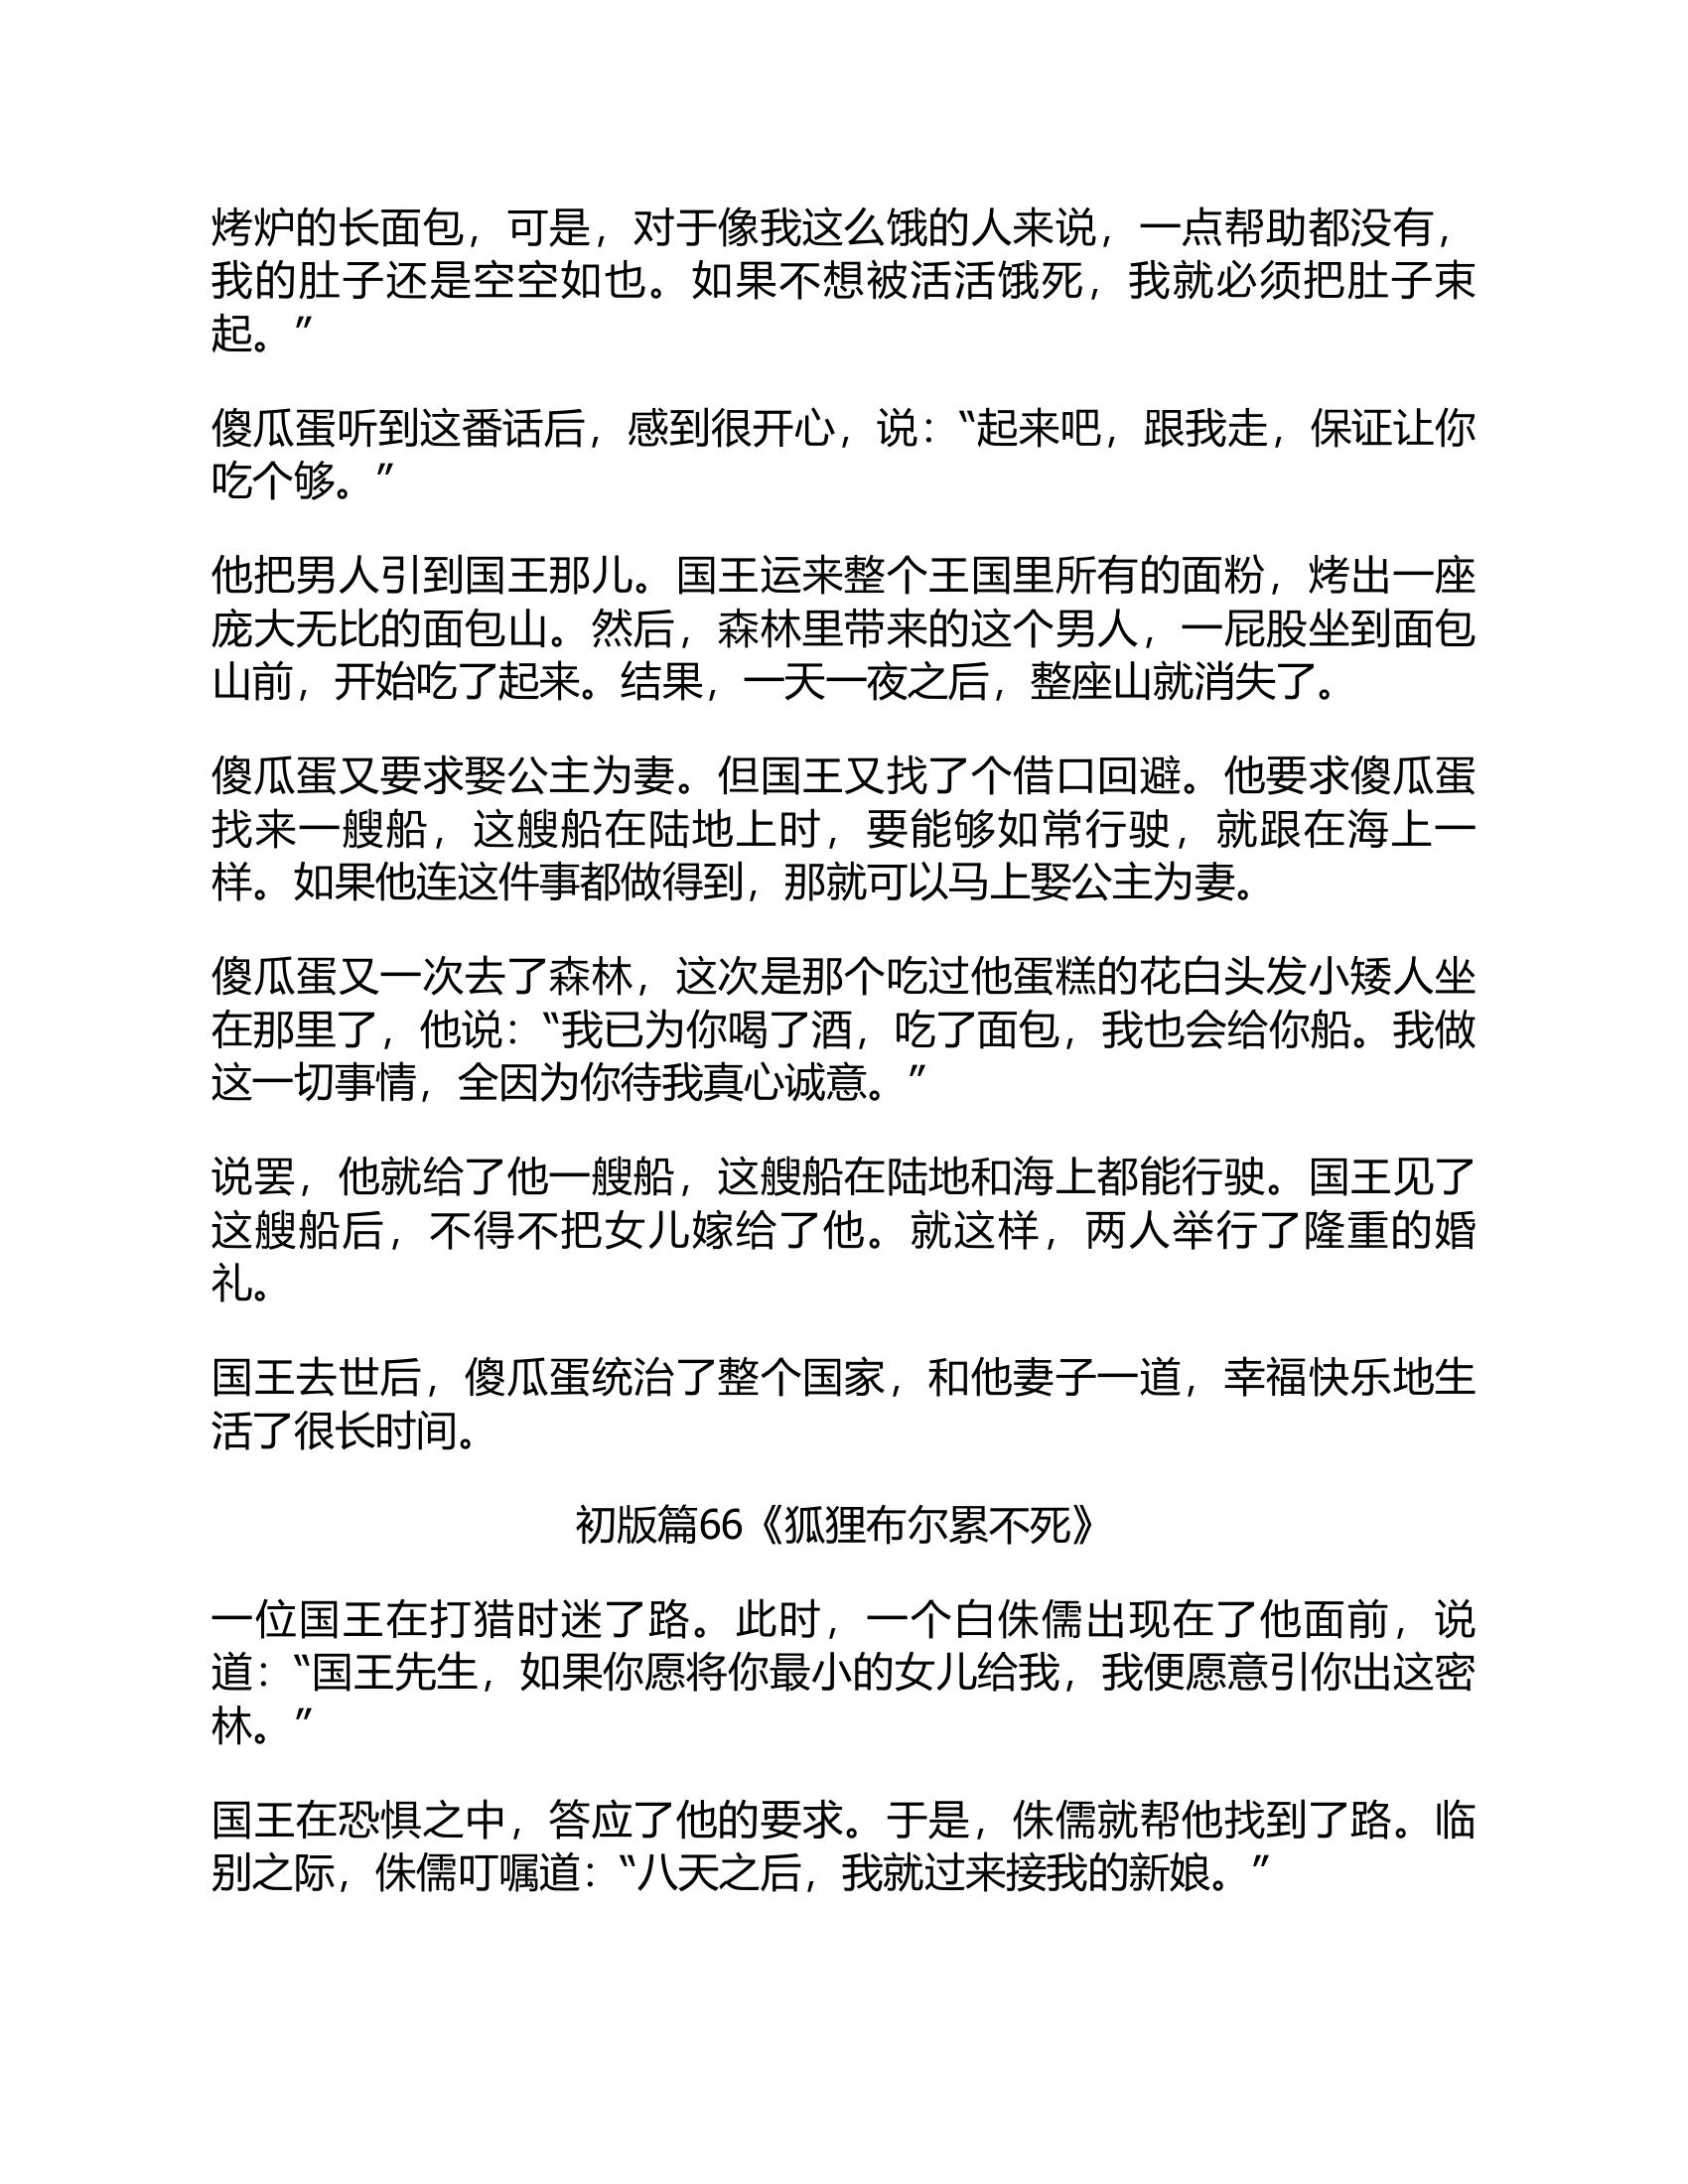 烤炉的长面包，可是，对于像我这么饿的人来说，一点帮助都没有，
我的肚子还是空空如也。如果不想被活活饿死，我就必须把肚子束
起。”
傻瓜蛋听到这番话后，感到很开心，说：“起来吧，跟我走，保证让你
吃个够。”
他把男人引到国王那儿。国王运来整个王国里所有的面粉，烤出一座
庞大无比的面包山。然后，森林里带来的这个男人，一屁股坐到面包
山前，开始吃了起来。结果，一天一夜之后，整座山就消失了。
傻瓜蛋又要求娶公主为妻。但国王又找了个借口回避。他要求傻瓜蛋
找来一艘船，这艘船在陆地上时，要能够如常行驶，就跟在海上一
样。如果他连这件事都做得到，那就可以马上娶公主为妻。
傻瓜蛋又一次去了森林，这次是那个吃过他蛋糕的花白头发小矮人坐
在那里了，他说：“我已为你喝了酒，吃了面包，我也会给你船。我做
这一切事情，全因为你待我真心诚意。”
说罢，他就给了他一艘船，这艘船在陆地和海上都能行驶。国王见了
这艘船后，不得不把女儿嫁给了他。就这样，两人举行了隆重的婚
礼。
国王去世后，傻瓜蛋统治了整个国家，和他妻子一道，幸福快乐地生
活了很长时间。
初版篇66《狐狸布尔累不死》
一位国王在打猎时迷了路。此时，一个白侏儒出现在了他面前，说
道：“国王先生，如果你愿将你最小的女儿给我，我便愿意引你出这密
林。”
国王在恐惧之中，答应了他的要求。于是，侏儒就帮他找到了路。临
别之际，侏儒叮嘱道：“八天之后，我就过来接我的新娘。”